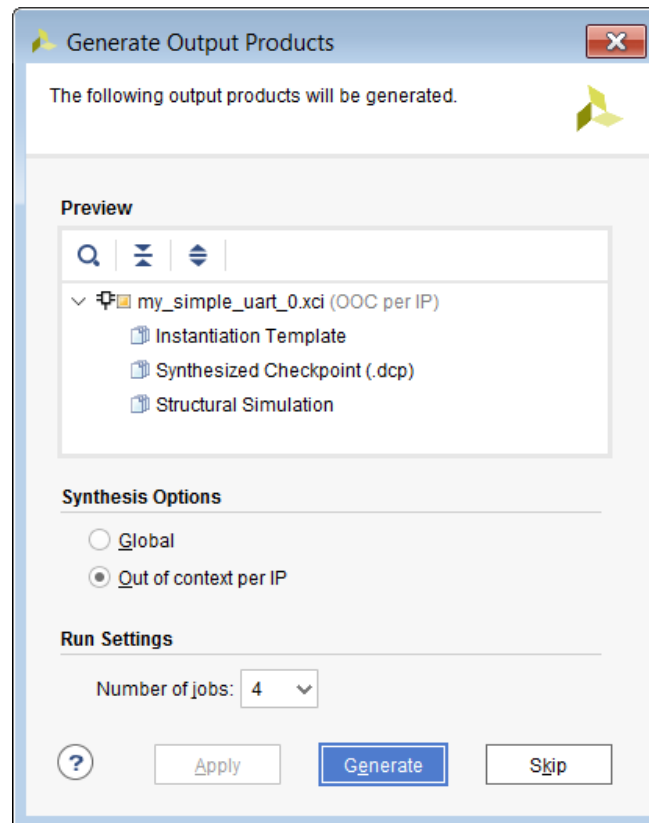 Generate Output Products
The following output products will be generated.
Preview
my_simple_uart_0.xci (OOC per IP)
Instantiation Template
Synthesized Checkpoint (.dcp)
Structural Simulation
Synthesis Options
Global
Out of context per IP
Run Settings
Number of jobs: 4
? Apply Generate Skip